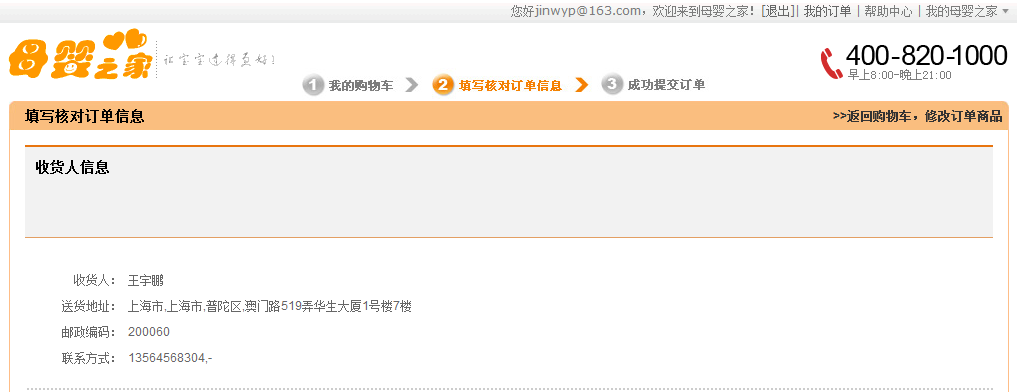 您好jinwyp@163.com，欢迎来到母婴之家！[退出]| 我的订单 | 帮助中心 | 我的母婴之家
母婴之家 让宝宝过得更好!
400-820-1000
早上8:00-晚上21:00
1 我的购物车 2 填写核对订单信息 3 成功提交订单
填写核对订单信息 >>返回购物车，修改订单商品
收货人信息
收货人： 王宇鹏
送货地址： 上海市,上海市,普陀区,澳门路519弄华生大厦1号楼7楼
邮政编码： 200060
联系方式： 13564568304,-